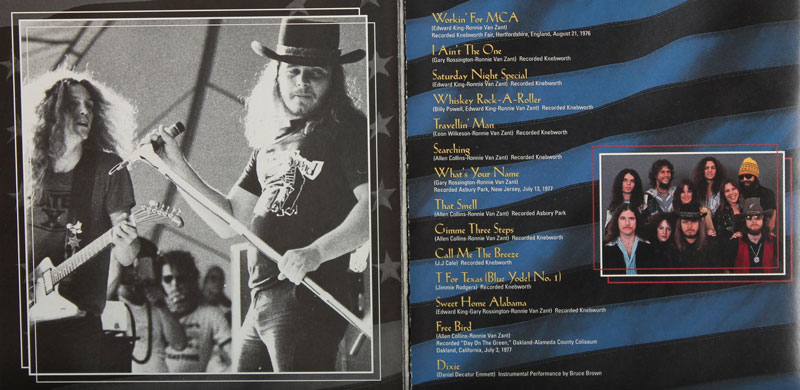 Workin' For MCA
(Edward King-Ronnie Van Zant)
Recorded Knebworth Fair, Hertfordshire, England, August 21, 1976
I Ain't The One
(Gary Rossington-Ronnie Van Zant) Recorded Knebworth
Saturday Night Special
(Edward King-Ronnie Van Zant) Recorded Knebworth
Whiskey Rock-A-Roller
(Billy Powell, Edward King-Ronnie Van Zant) Recorded Knebworth
Travellin' Man
(Leon Wilkeson-Ronnie Van Zant) Recorded Knebworth
Searching
(Allen Collins-Ronnie Van Zant) Recorded Knebworth
What's Your Name
(Gary Rossington-Ronnie Van Zant)
Recorded Asbury Park, New Jersey, July 13, 1977
That Smell
(Allen Collins-Ronnie Van Zant) Recorded Asbury Park
Gimme Three Steps
(Allen Collins-Ronnie Van Zant) Recorded Knebworth
Call Me The Breeze
(J.J Cale) Recorded Knebworth
T For Texas (Blue Yodel No. 1)
(Jimmie Rodgers) Recorded Knebworth
Sweet Home Alabama
(Edward King-Gary Rossington-Ronnie Van Zant) Recorded Knebworth
Free Bird
(Allen Collins-Ronnie Van Zant)
Recorded "Day On The Green," Oakland-Alameda County Coliseum
Oakland, California, July 3, 1977
Dixie
(Daniel Decatur Emmett) Instrumental Performance by Bruce Brown